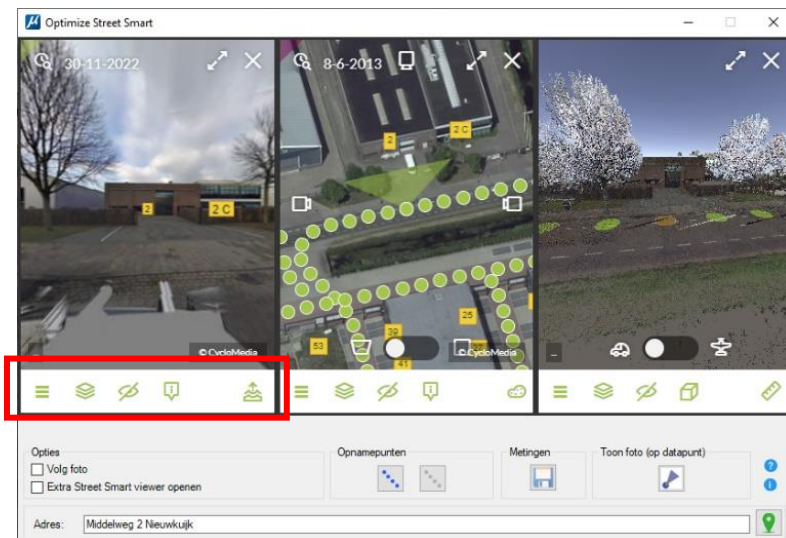 Optimize Street Smart
30-11-2022
8-6-2013
2
2 C
2
2 C
25
39
53
41
© CycloMedia
© CycloMedia
Opties
Volg foto
Extra Street Smart viewer openen
Opnamepunten
Metingen
Toon foto (op datapunt)
Adres:
Middelweg 2 Nieuwkuijk